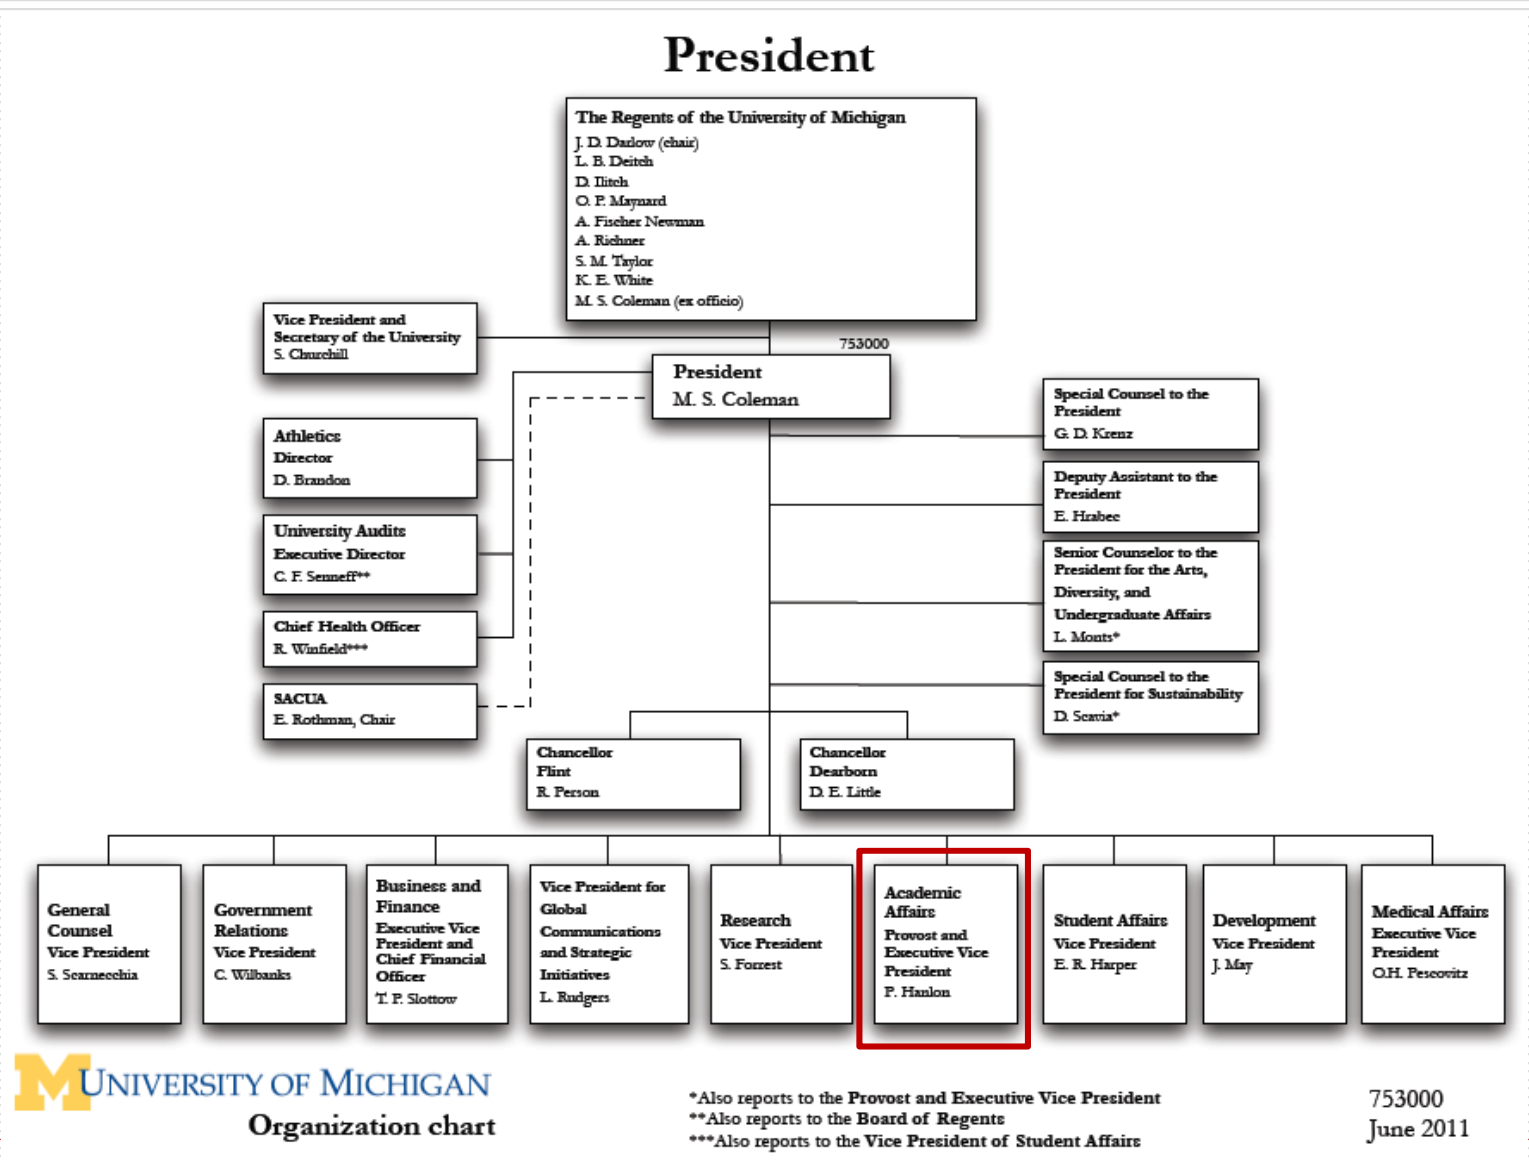 President
The Regents of the University of Michigan
J. D. Darlow (chair)
L. B. Deitch
D. Ilitch
O. P. Maynard
A. Fischer Newman
A. Richner
S. M. Taylor
K. E. White
M. S. Coleman (ex officio)
Vice President and
Secretary of the University
S. Churchill
753000
President
M. S. Coleman
Athletics
Director
D. Brandon
University Audits
Executive Director
C. F. Senneff**
Chief Health Officer
R. Winfield***
SACUA
E. Rothman, Chair
Special Counsel to the
President
G. D. Krenz
Deputy Assistant to the
President
E. Hrabec
Senior Counselor to the
President for the Arts,
Diversity, and
Undergraduate Affairs
L. Monts*
Special Counsel to the
President for Sustainability
D. Scavia*
Chancellor
Flint
R. Person
Chancellor
Dearborn
D. E. Little
General
Counsel
Vice President
S. Scarnecchia
Government
Relations
Vice President
C. Wilbanks
Business and
Finance
Executive Vice
President and
Chief Financial
Officer
T. P. Slottow
Vice President for
Global
Communications
and Strategic
Initiatives
L. Rudgers
Research
Vice President
S. Forrest
Academic
Affairs
Provost and
Executive Vice
President
P. Hanlon
Student Affairs
Vice President
E. R. Harper
Development
Vice President
J. May
Medical Affairs
Executive Vice
President
O.H. Pescovitz
M UNIVERSITY OF MICHIGAN
Organization chart
*Also reports to the Provost and Executive Vice President
**Also reports to the Board of Regents
***Also reports to the Vice President of Student Affairs
753000
June 2011